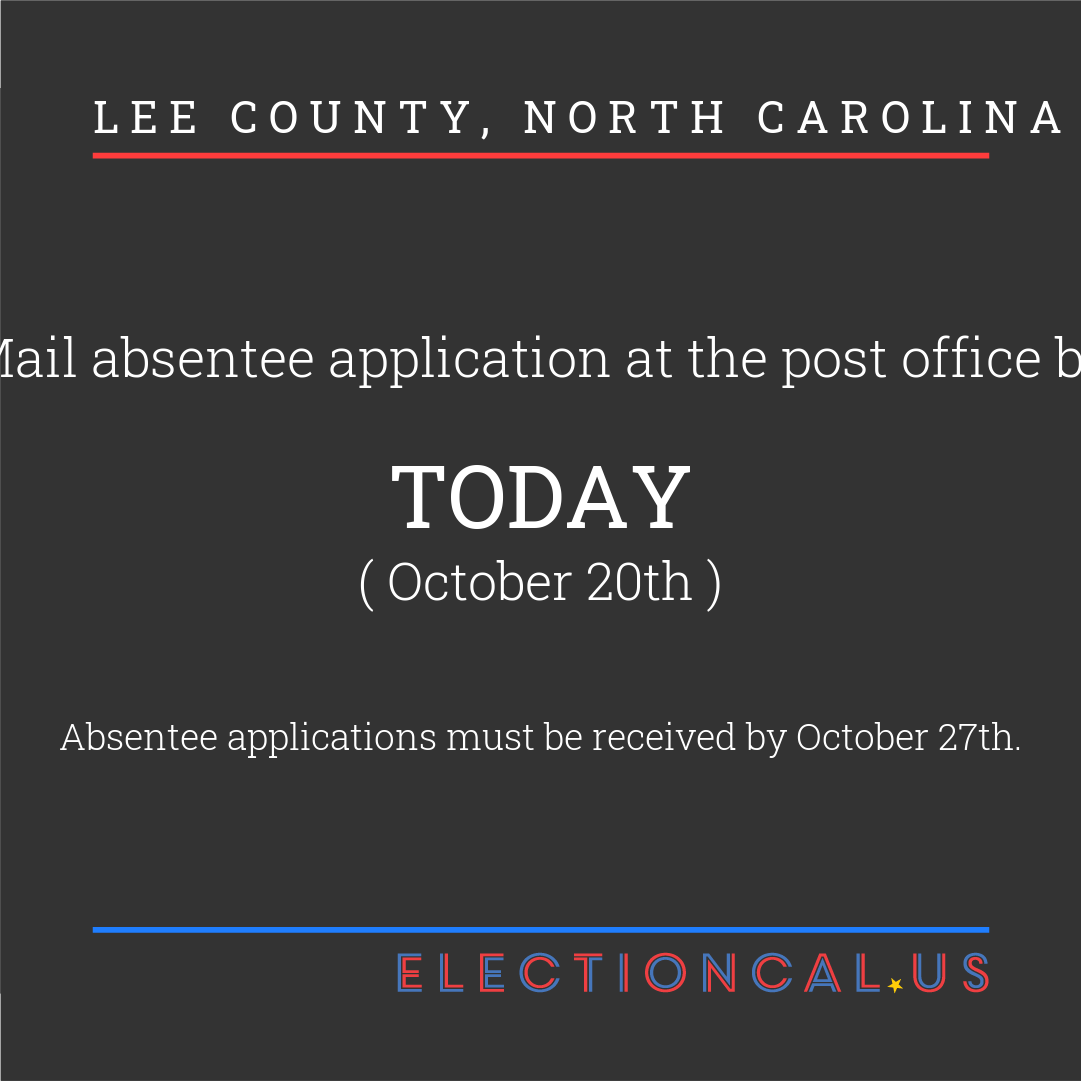 LEE COUNTY, NORTH CAROLINA
Mail absentee application at the post office b
TODAY
( October 20th )
Absentee applications must be received by October 27th.
ELECTIONCAL.US